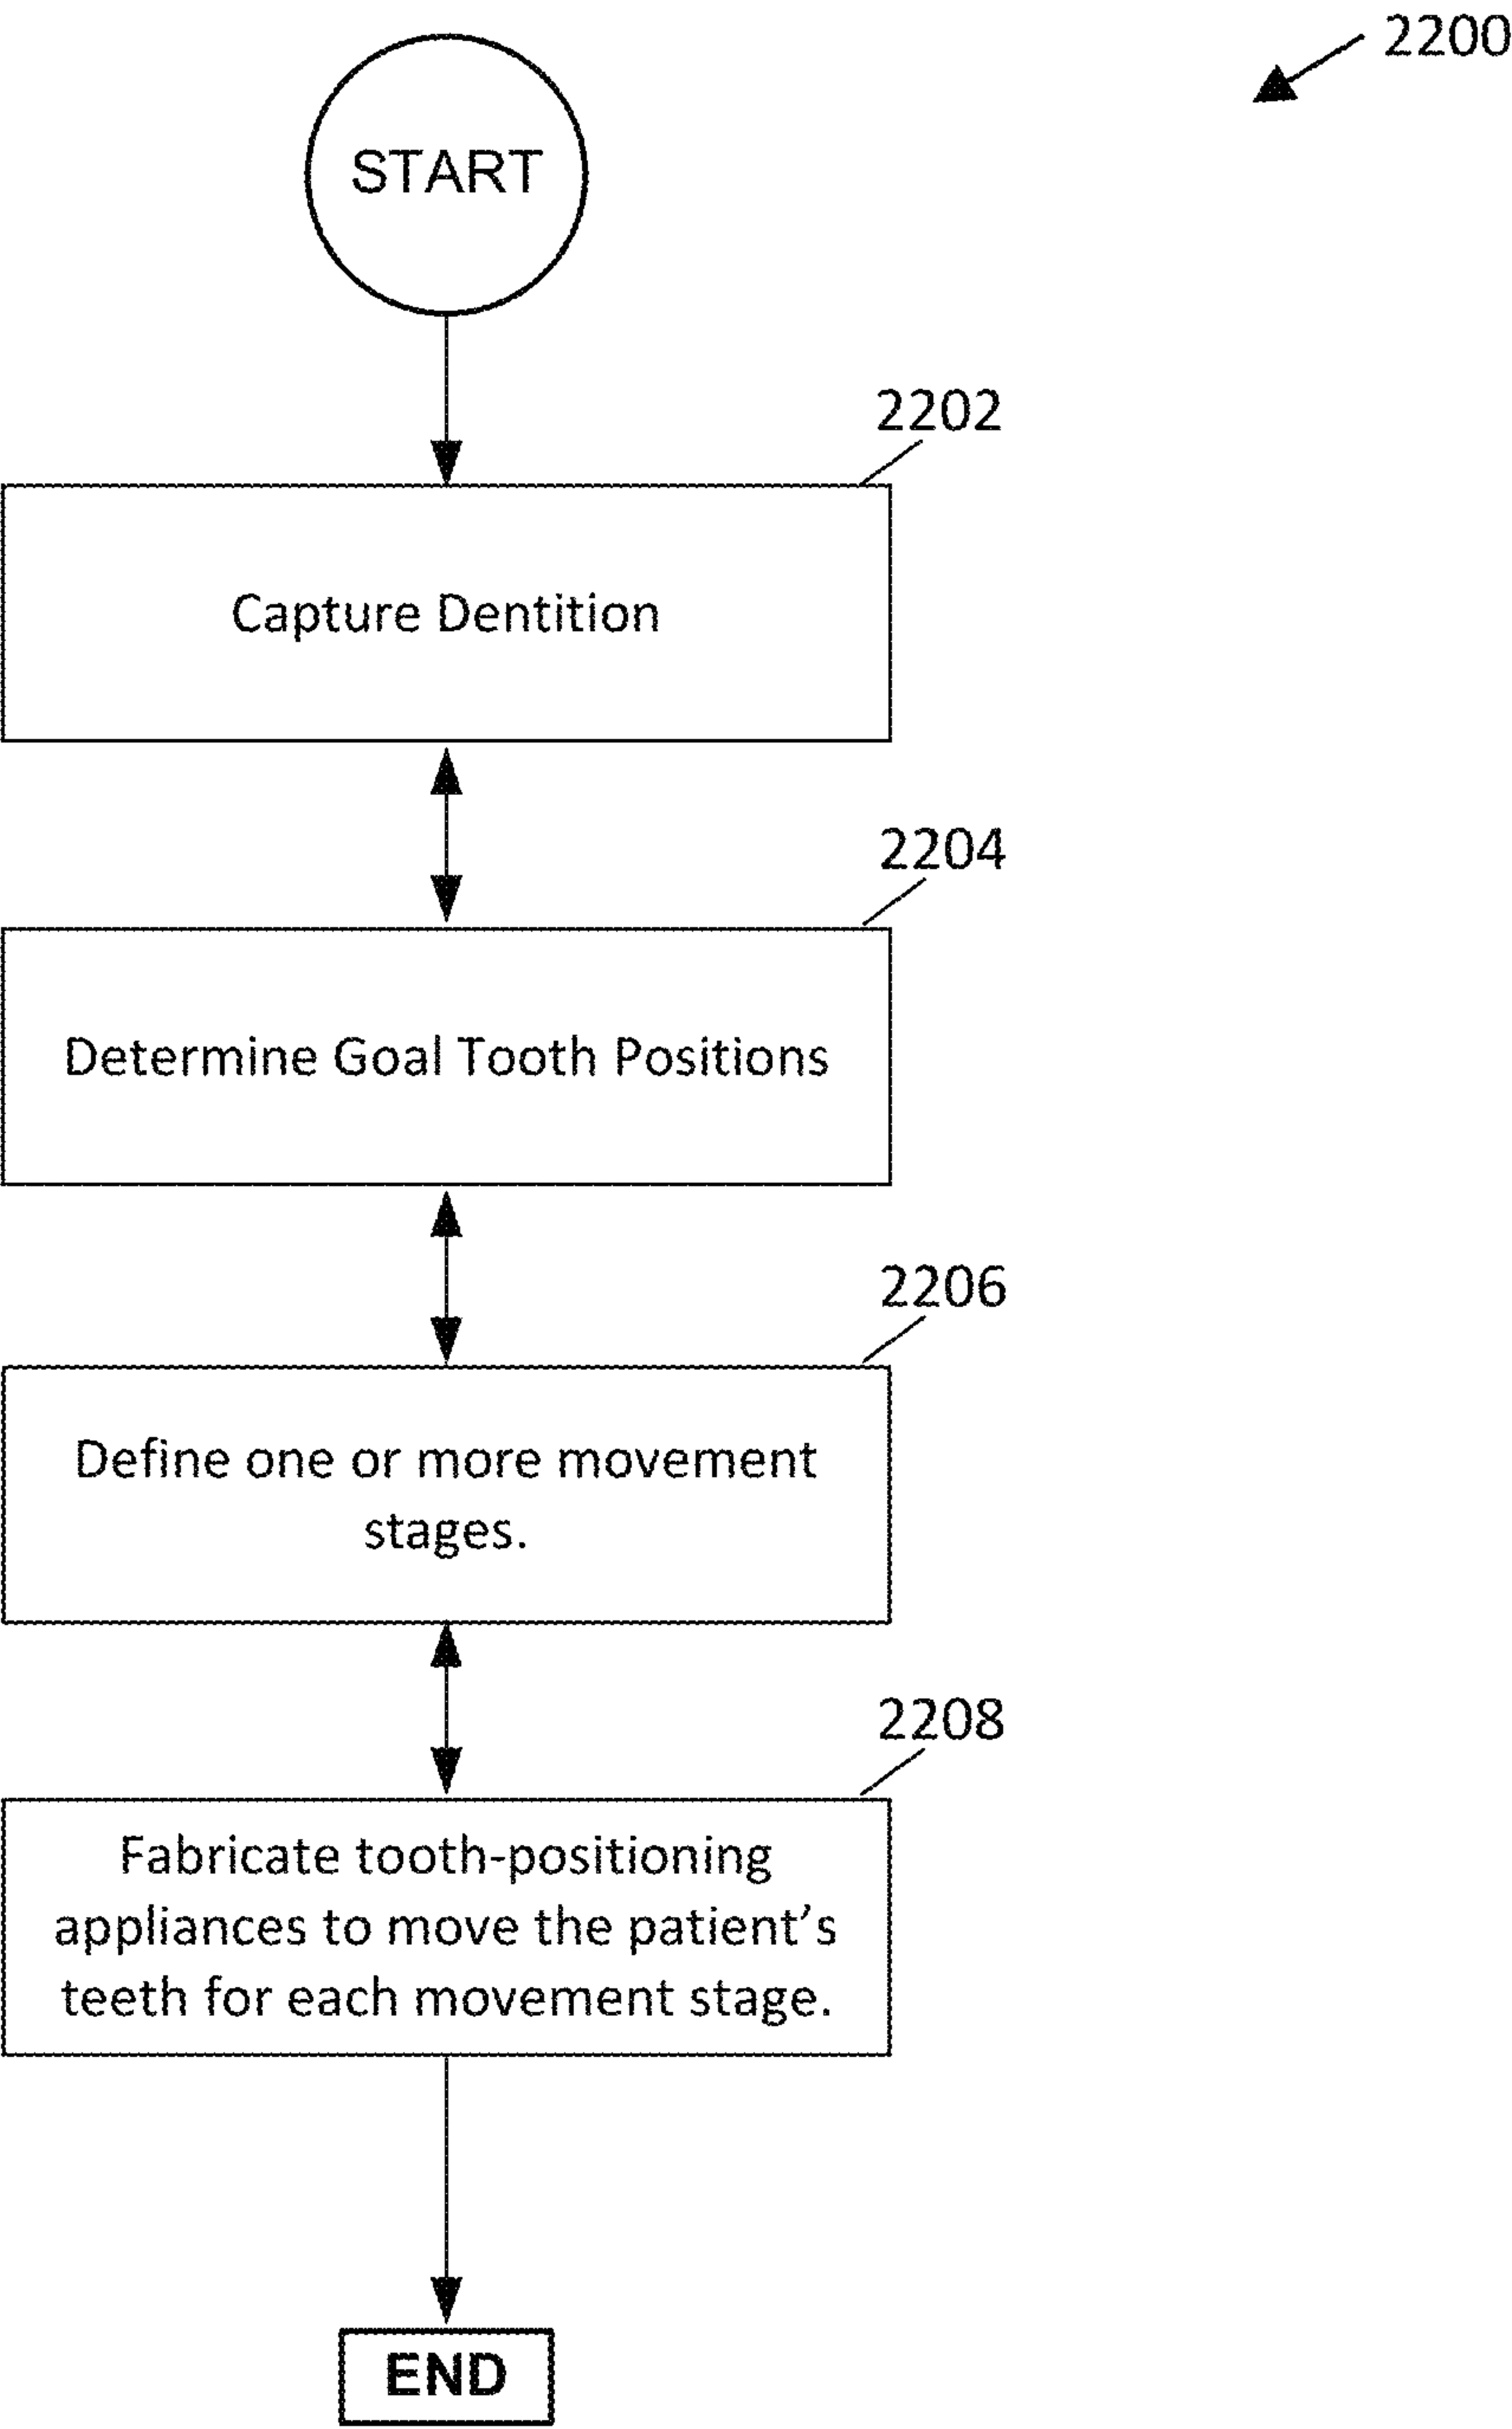 2200
START
2202
Capture Dentition
2204
Determine Goal Tooth Positions
2206
Define one or more movement
stages.
2208
Fabricate tooth-positioning
appliances to move the patient’s
teeth for each movement stage.
END